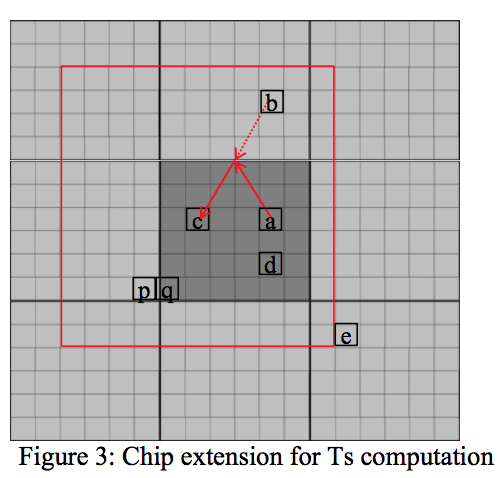 b
c a
d
p q
e
Figure 3: Chip extension for Ts computation